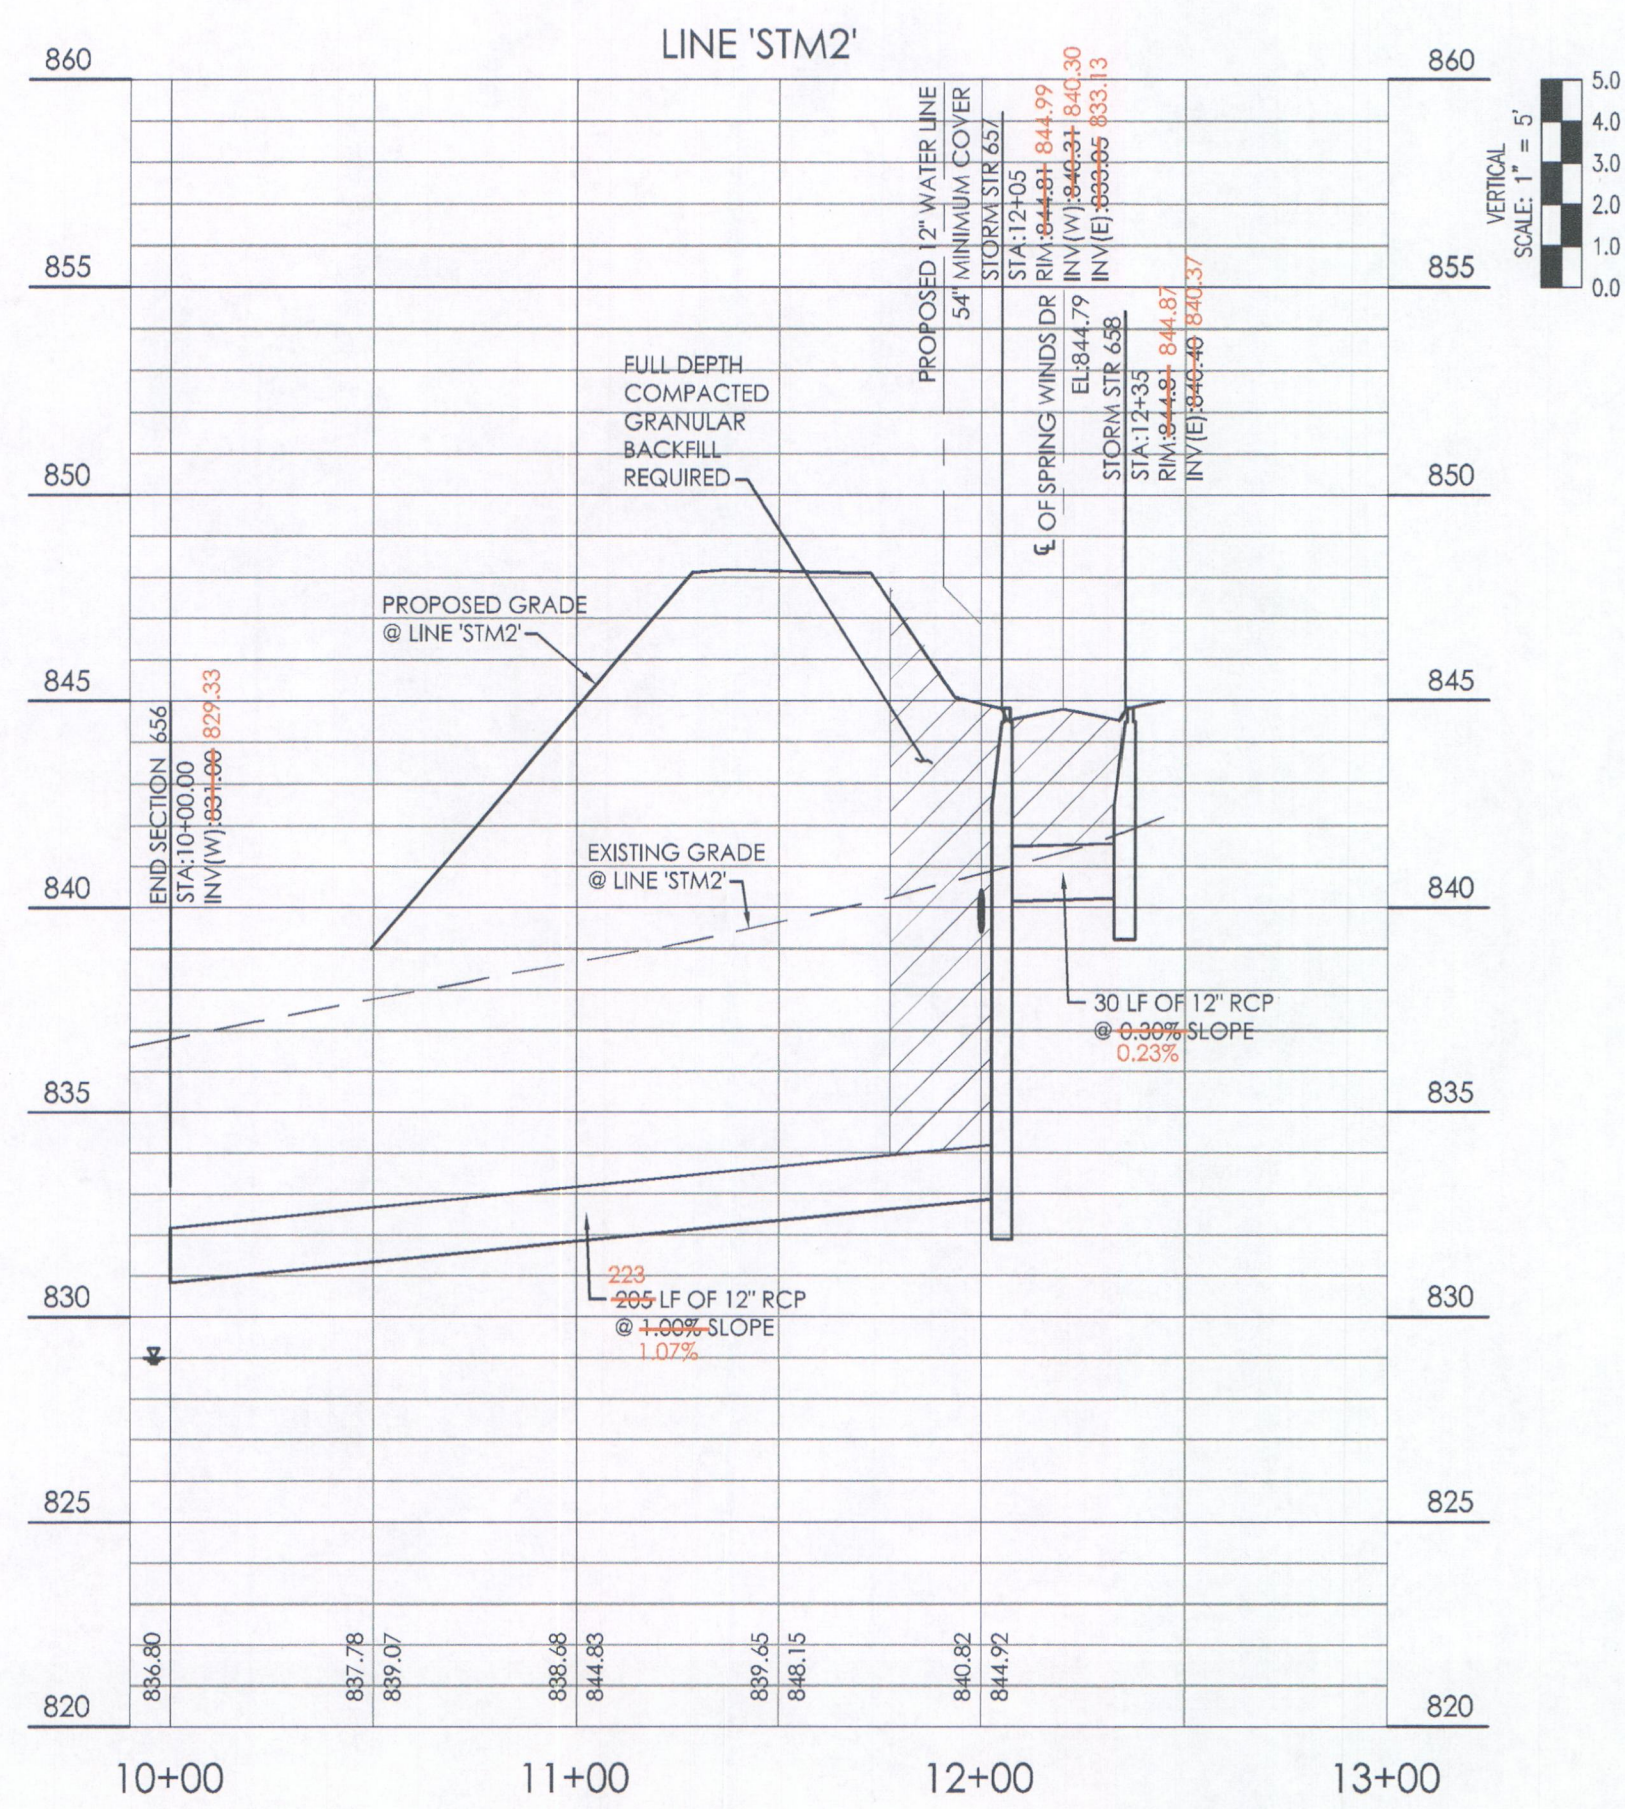 LINE 'STM2'
860
855
850
845
840
835
830
825
820
860
855
850
845
840
835
830
825
820
VERTICAL
SCALE: 1" = 5'
5.0
4.0
3.0
2.0
1.0
0.0
PROPOSED 12" WATER LINE
54" MINIMUM COVER
STORM STR 657
STA:12+05
RIM:844.81 844.99
INV(W):840.31 840.30
INV(E):833.05 833.13
℄ OF SPRING WINDS DR
EL:844.79
STORM STR 658
STA:12+35
RIM:844.81 844.87
INV(E):840.40 840.37
FULL DEPTH
COMPACTED
GRANULAR
BACKFILL
REQUIRED
PROPOSED GRADE
@ LINE 'STM2'
END SECTION 656
STA:10+00.00
INV(W):831.00 829.33
EXISTING GRADE
@ LINE 'STM2'
30 LF OF 12" RCP
@ 0.30% SLOPE
0.23%
223
205 LF OF 12" RCP
@ 1.00% SLOPE
1.07%
836.80
837.78
839.07
838.68
844.83
839.65
848.15
840.82
844.92
10+00
11+00
12+00
13+00